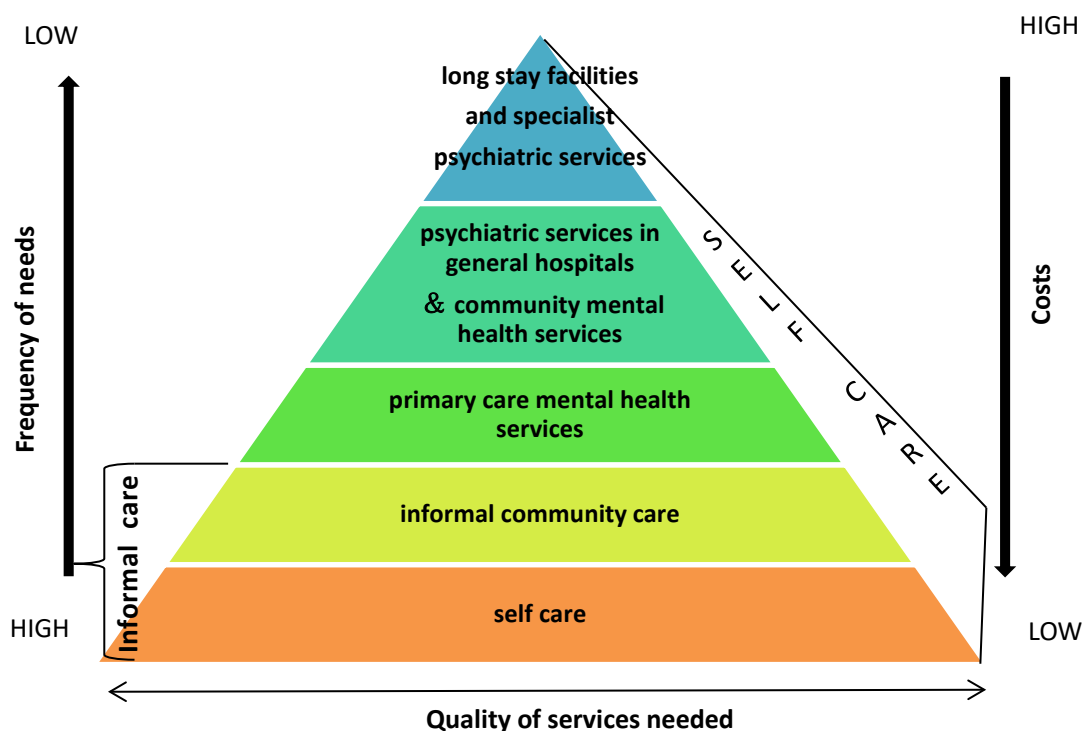 LOW
HIGH
long stay facilities
and specialist
psychiatric services
psychiatric services in
general hospitals
& community mental
health services
SELF CARE
Frequency of needs
Costs
primary care mental health
services
Informal care
informal community care
self care
HIGH
LOW
Quality of services needed